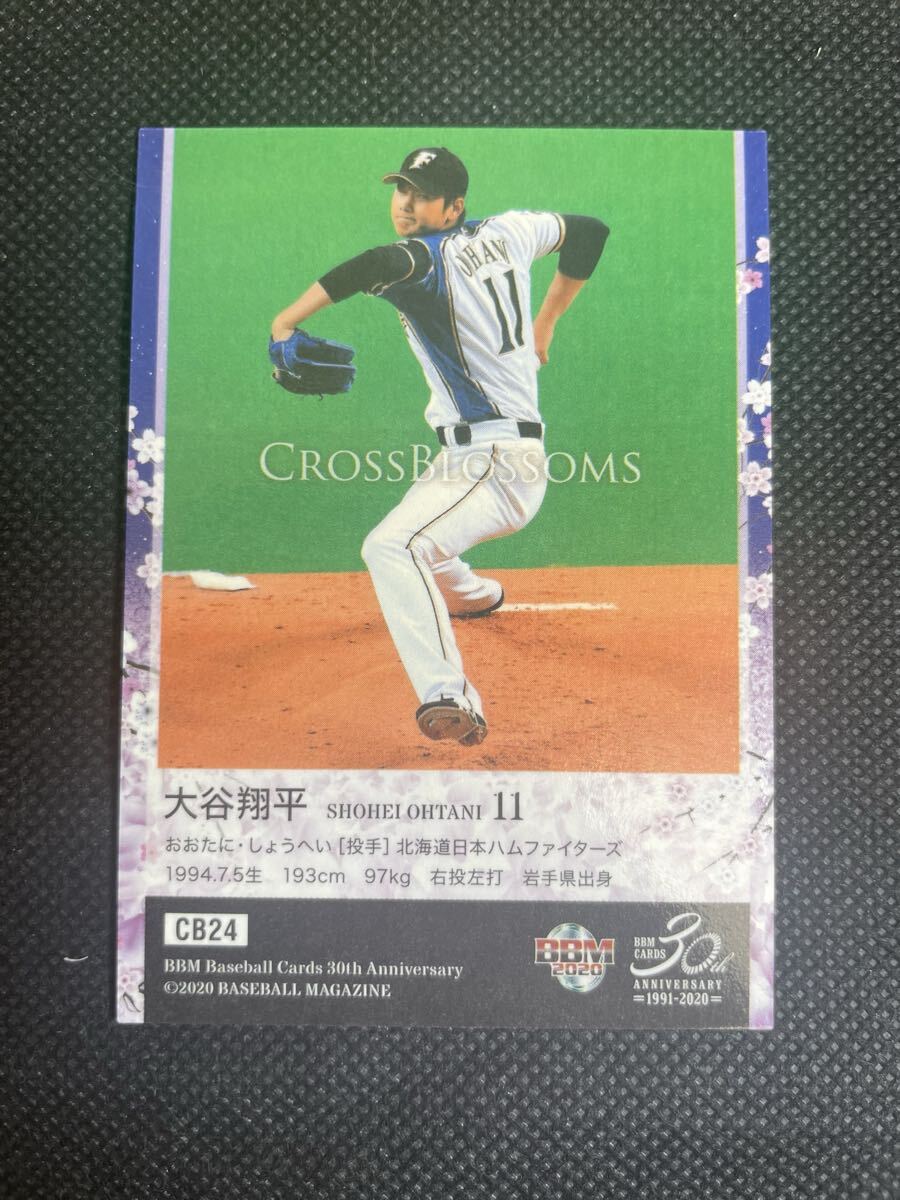 F
OHTANI
11
CROSSBLOSSOMS
大谷翔平 SHOHEI OHTANI 11
おおたに・しょうへい [投手] 北海道日本ハムファイターズ
1994.7.5生 193cm 97kg 右投左打 岩手県出身
CB24
BBM Baseball Cards 30th Anniversary
©2020 BASEBALL MAGAZINE
BBM
2020
BBM
CARDS 30th
ANNIVERSARY
=1991-2020=